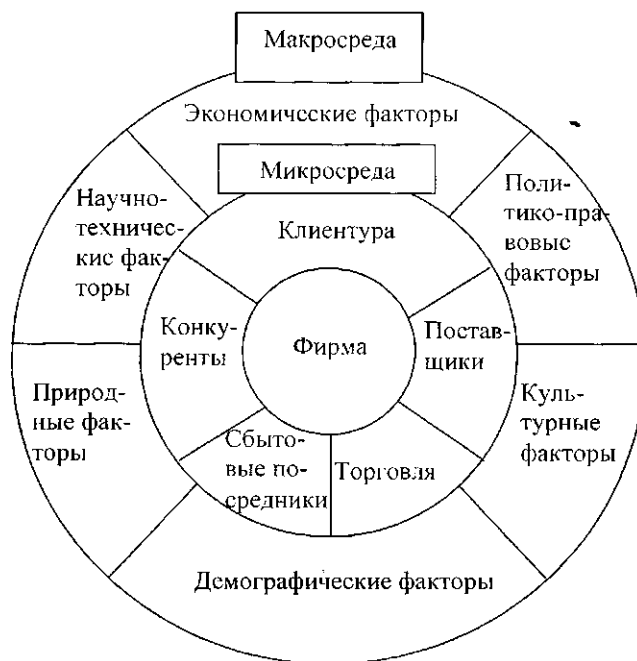 Макросреда
Экономические факторы
Микросреда
Научно-
техничес-
кие фак-
торы
Поли-
тико-пра-
вовые
факторы
Клиентура
Конку-
ренты
Фирма
Постав-
щики
Природ-
ные фак-
торы
Куль-
турные
факторы
Сбыто-
вые по-
средники
Торговля
Демографические факторы